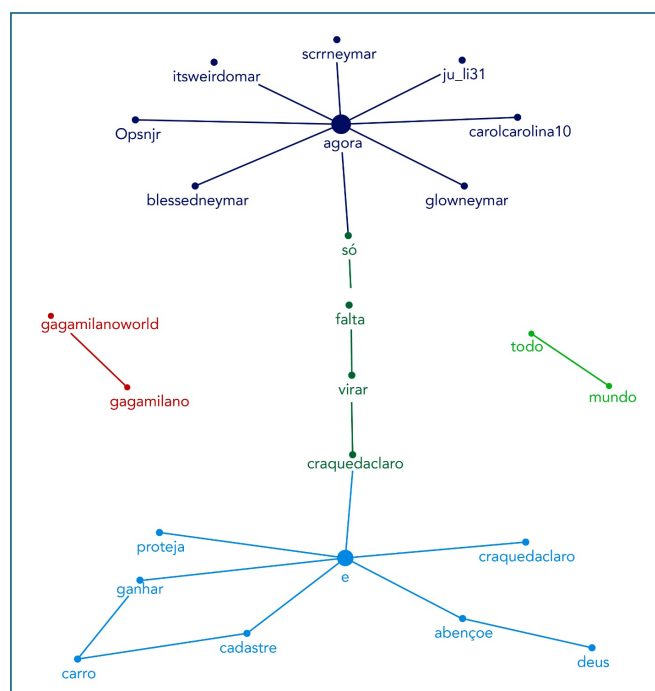 scrrneymar
itsweirdomar
ju_li31
Opsnjr
carolcarolina10
agora
blessedneymar
glowneymar
só
falta
gagamilanoworld
todo
virar
gagamilano
mundo
craquedaclaro
proteja
craquedaclaro
e
ganhar
abençoe
cadastre
deus
carro